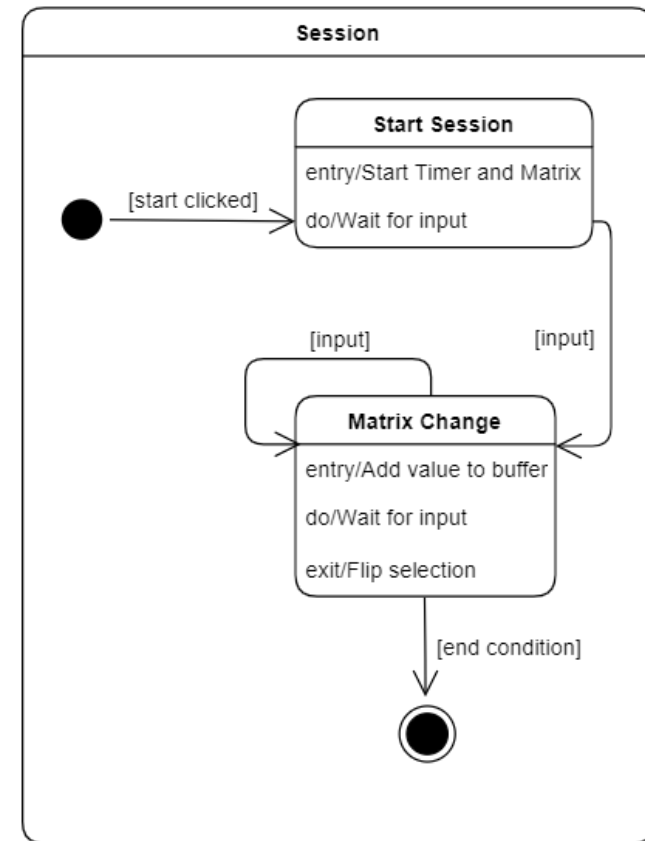 Session
Start Session
entry/Start Timer and Matrix
[start clicked]
do/Wait for input
[input]
[input]
Matrix Change
entry/Add value to buffer
do/Wait for input
exit/Flip selection
[end condition]